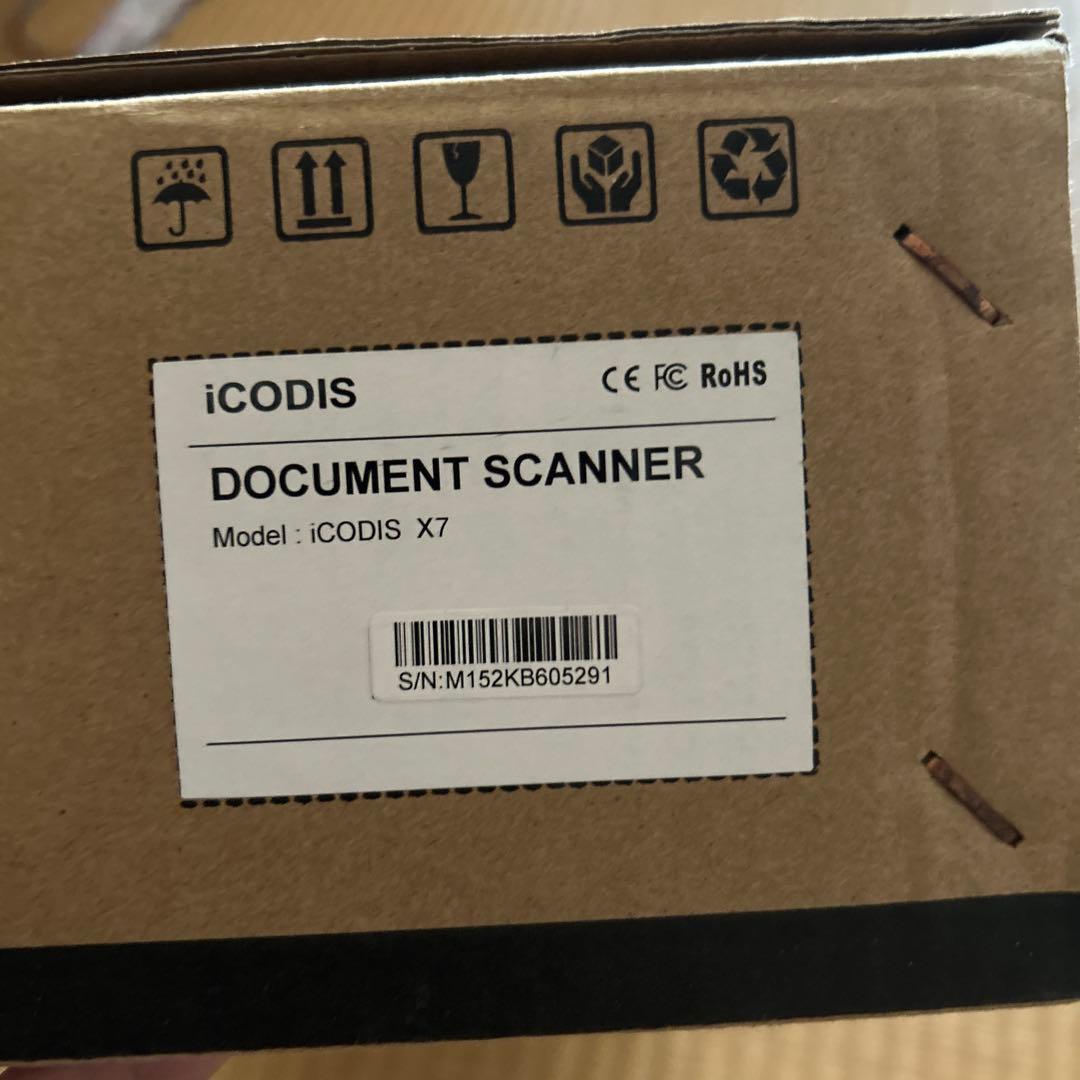 iCODIS
CE FC RoHS
DOCUMENT SCANNER
Model : iCODIS X7
S/N:M152KB605291